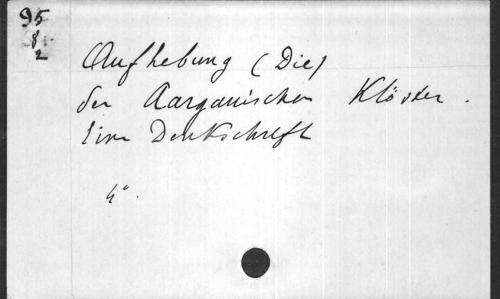 95
8
2
Aufhebung (Die)
der Aargauischen Klöster.
Eine Denkschrift
4°.